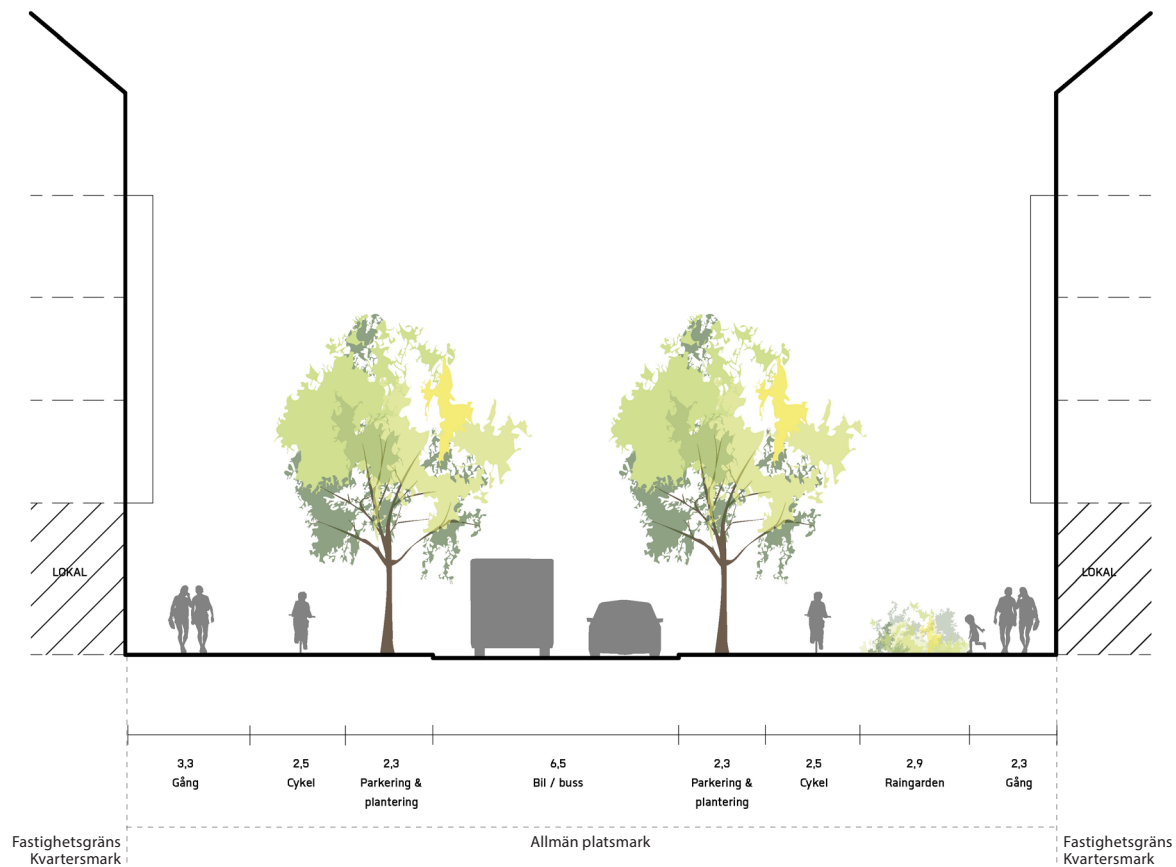 LOKAL
LOKAL
3,3
Gång
2,5
Cykel
2,3
Parkering &
plantering
6,5
Bil / buss
2,3
Parkering &
plantering
2,5
Cykel
2,9
Raingarden
2,3
Gång
Fastighetsgräns
Kvartersmark
Allmän platsmark
Fastighetsgräns
Kvartersmark